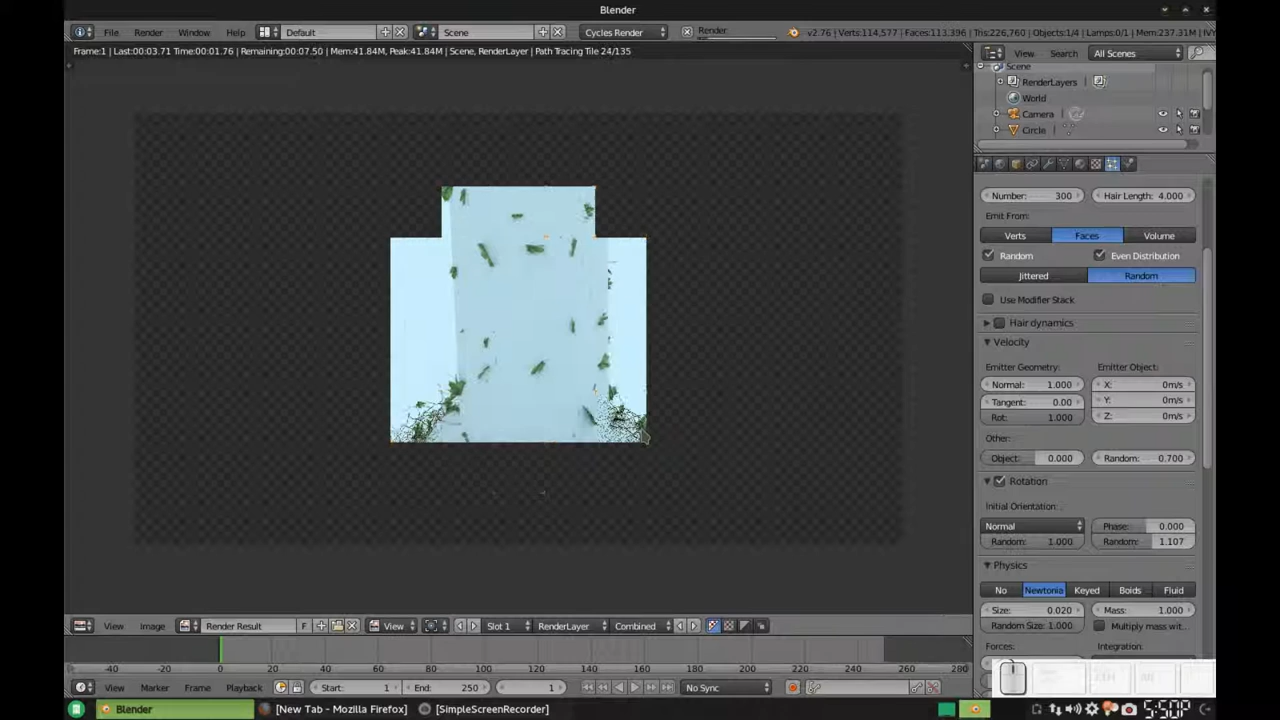 Blender
File Render Window Help Default Scene Cycles Render Render v2.76 | Verts:114,577 | Faces:113,396 | Tris:226,760 | Objects:1/4 | Lamps:0/1 | Mem:237.31M | IVY
Frame:1 | Last:00:03.71 Time:00:01.76 | Remaining:00:07.50 | Mem:41.84M, Peak:41.84M | Scene, RenderLayer | Path Tracing Tile 24/135
View Search All Scenes
Scene
RenderLayers
World
Camera
Circle
Number: 300 Hair Length: 4.000
Emit From:
Verts Faces Volume
Random Even Distribution
Jittered Random
Use Modifier Stack
Hair dynamics
Velocity
Emitter Geometry: Emitter Object:
Normal: 1.000 X: 0m/s
Tangent: 0.00 Y: 0m/s
Rot: 1.000 Z: 0m/s
Other:
Object: 0.000 Random: 0.700
Rotation
Initial Orientation:
Normal Phase: 0.000
Random: 1.000 Random: 1.107
Physics
No Newtonia Keyed Boids Fluid
Size: 0.020 Mass: 1.000
Random Size: 1.000 Multiply mass wit..
Forces: Integration:
View Image Render Result F View Slot 1 RenderLayer Combined
-40 -20 0 20 40 60 80 100 120 140 160 180 200 220 240 260 280
View Marker Frame Playback Start: 1 End: 250 1 No Sync
Blender [New Tab - Mozilla Firefox] [SimpleScreenRecorder] 5:50P